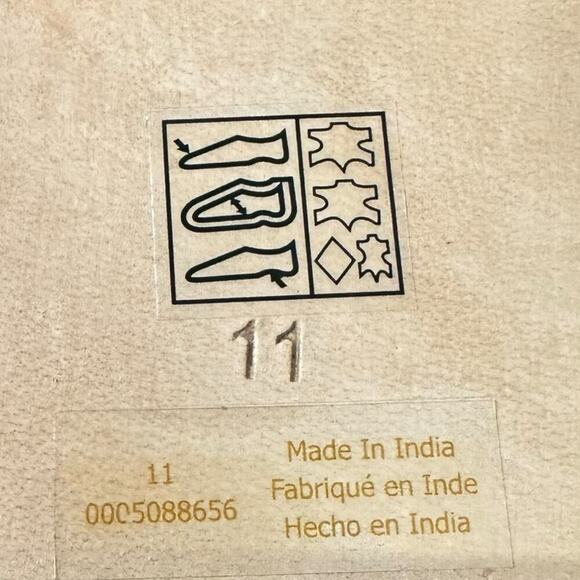 11
11
0005088656
Made In India
Fabriqué en Inde
Hecho en India